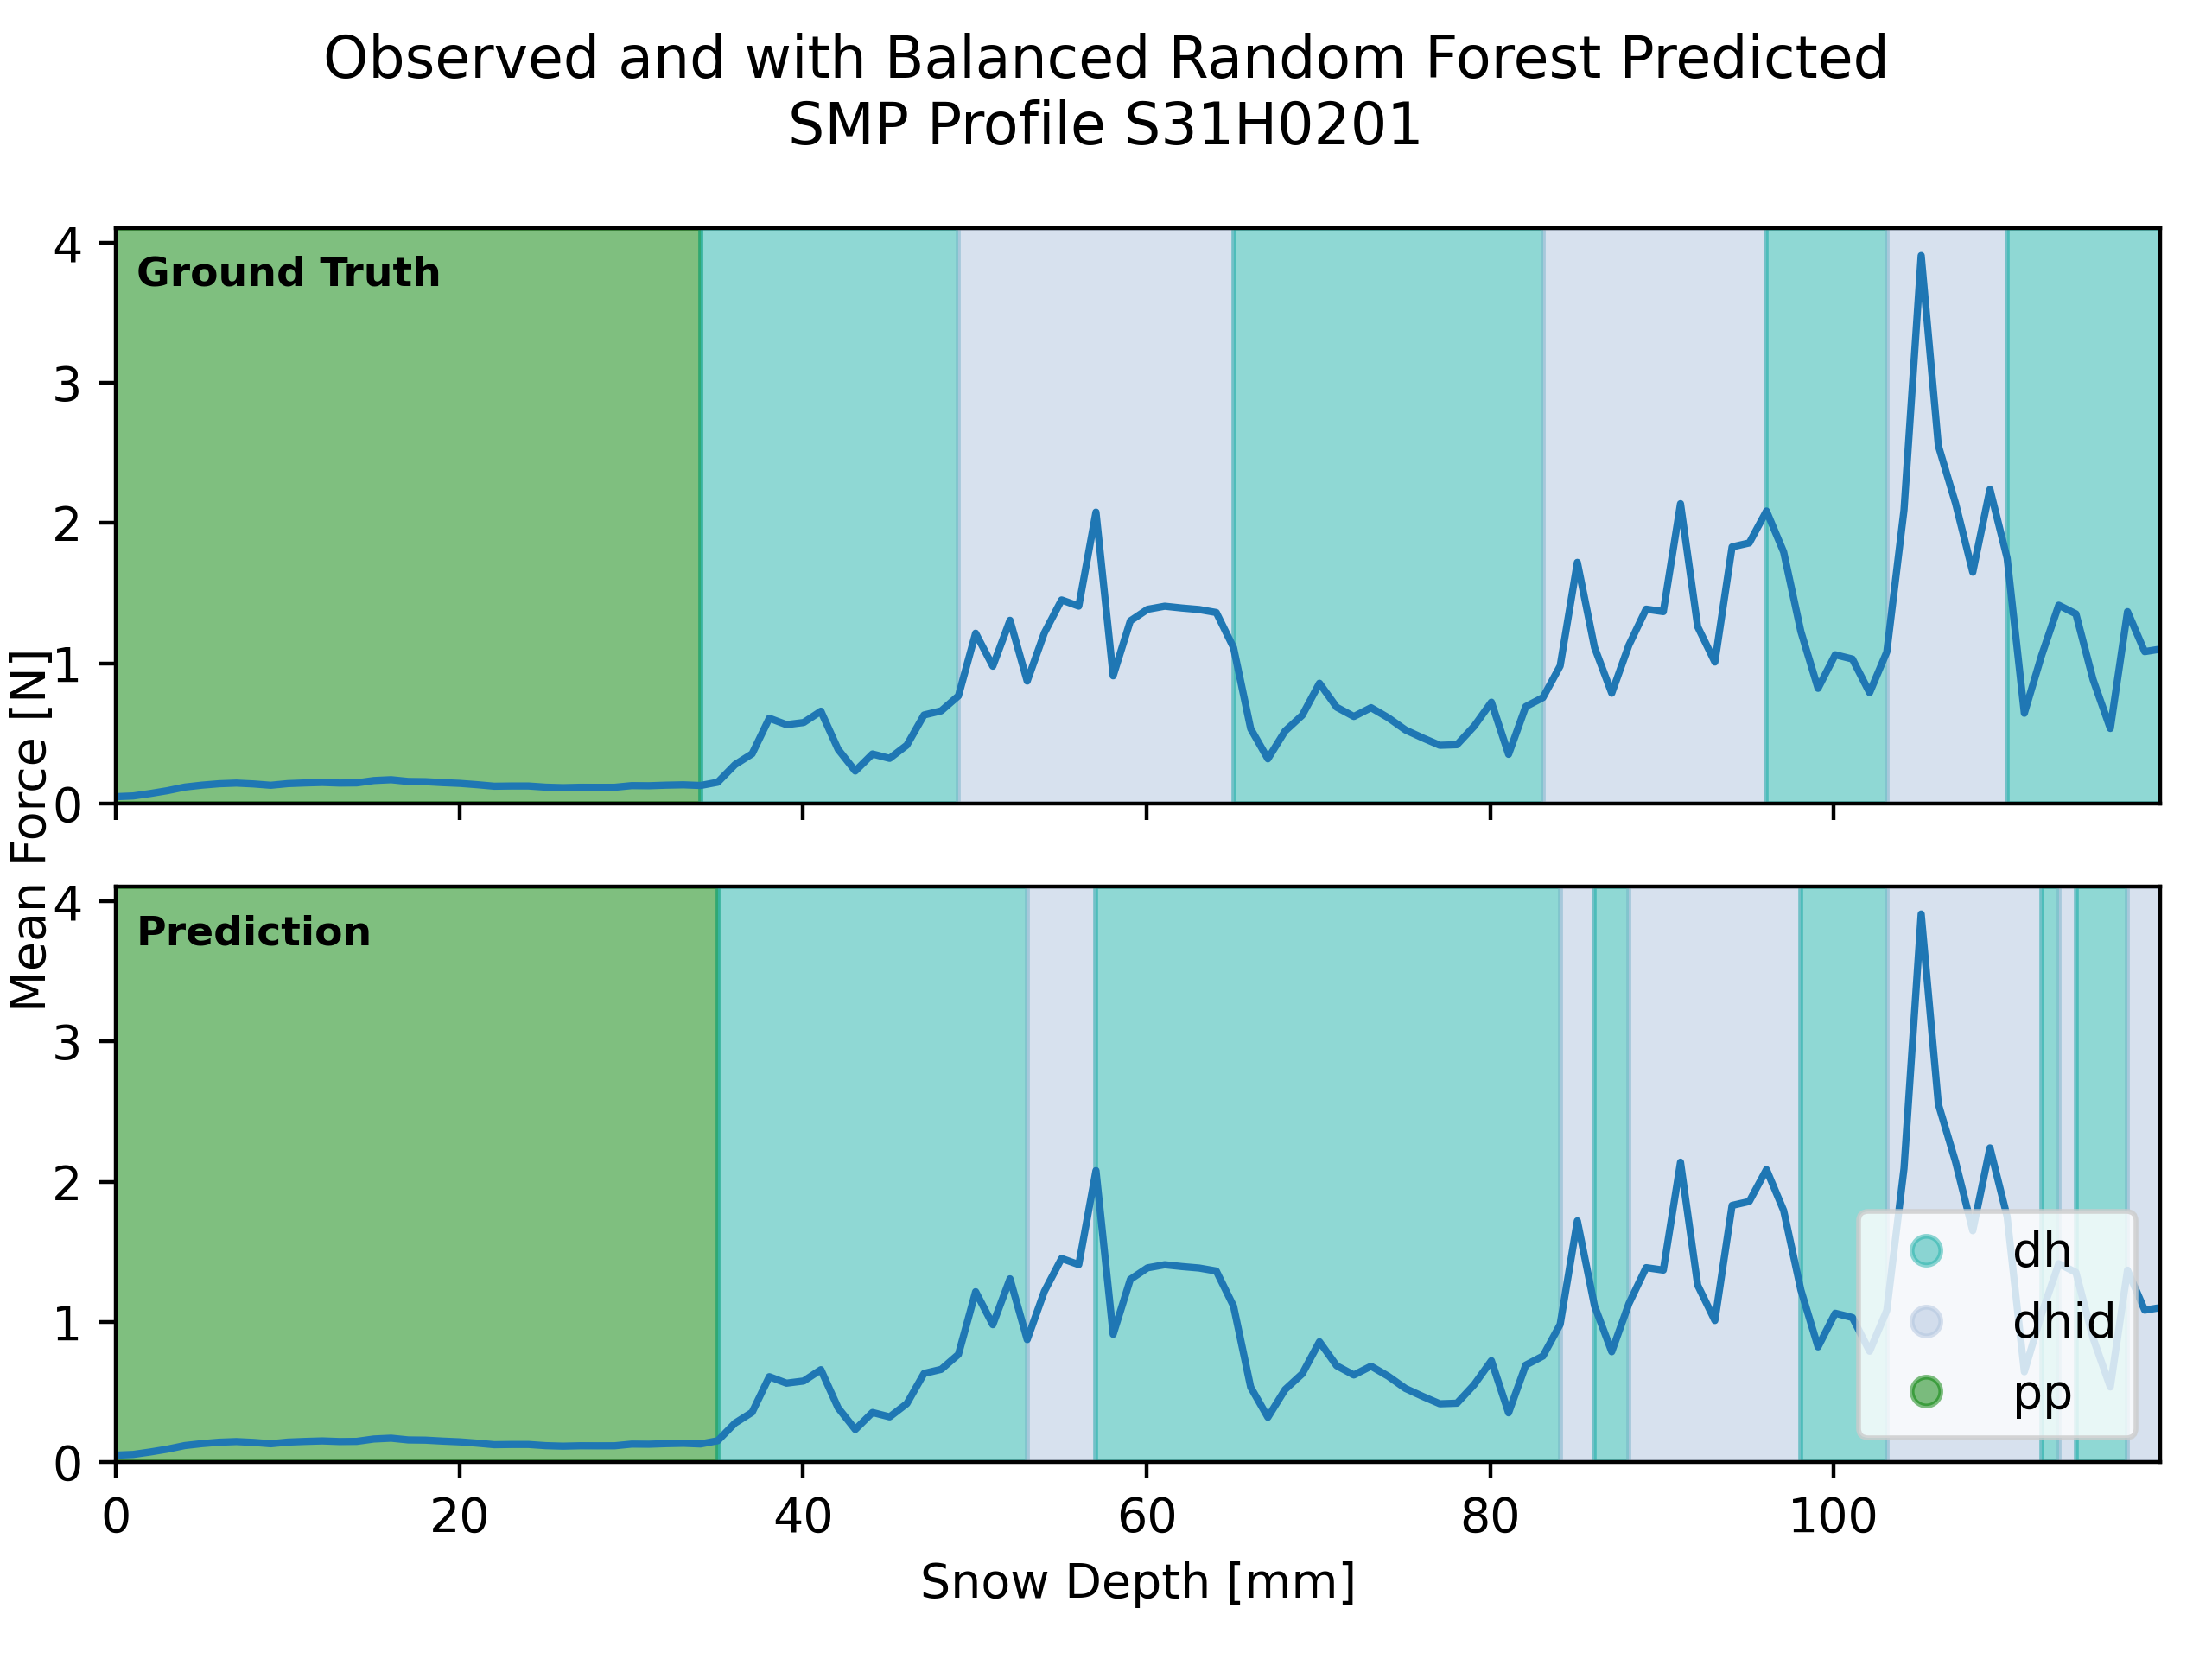 Observed and with Balanced Random Forest Predicted
SMP Profile S31H0201
4
Ground Truth
3
2
1
0
Mean Force [N]
4
Prediction
3
2
1
0
dh
dhid
pp
0 20 40 60 80 100
Snow Depth [mm]